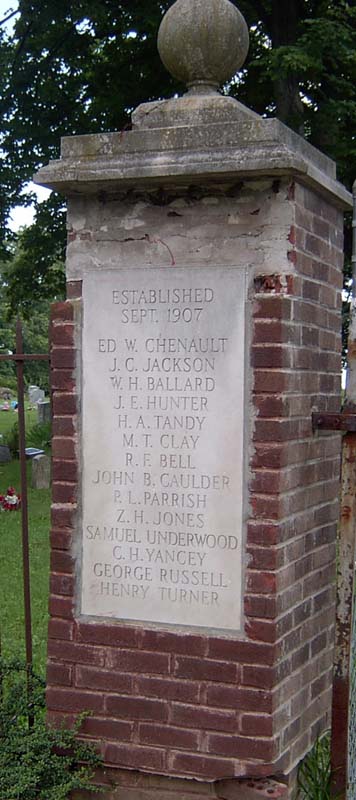 ESTABLISHED
SEPT. 1907
ED W. CHENAULT
J. C. JACKSON
W. H. BALLARD
J. E. HUNTER
H. A. TANDY
M. T. CLAY
R. F. BELL
JOHN B. CAULDER
P. L. PARRISH
Z. H. JONES
SAMUEL UNDERWOOD
C. H. YANCEY
GEORGE RUSSELL
HENRY TURNER